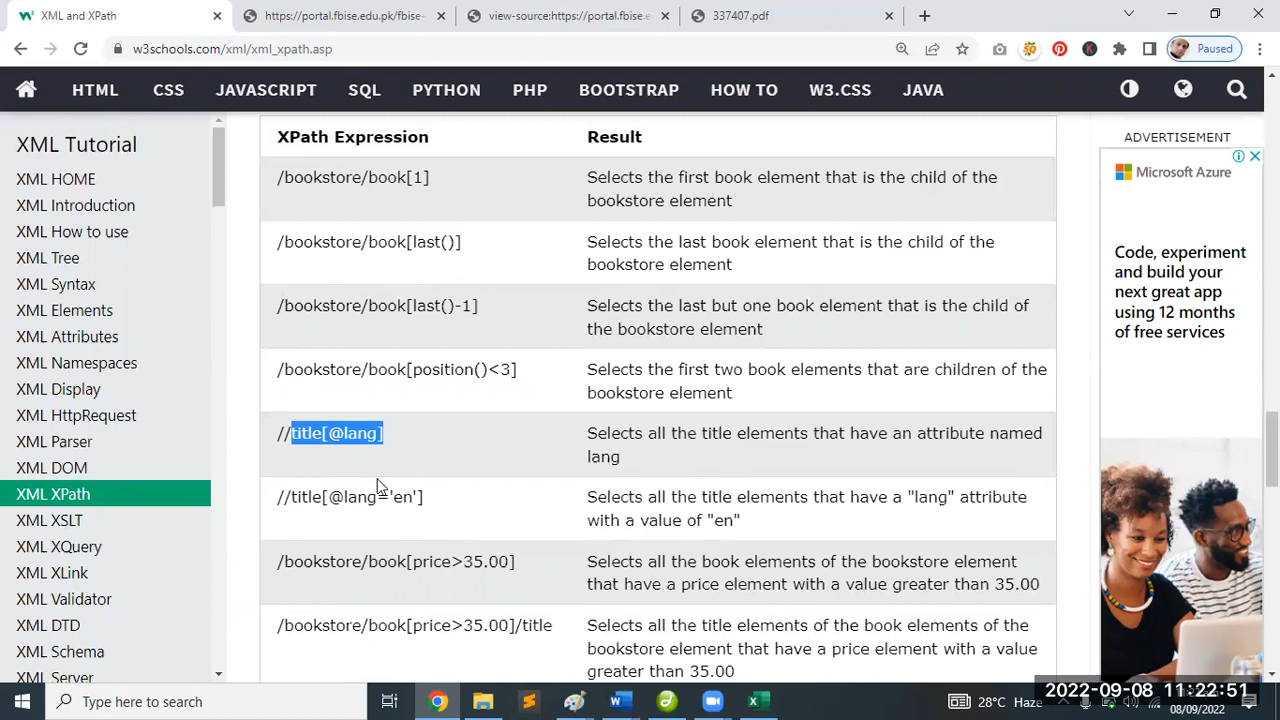 XML and XPath
https://portal.fbise.edu.pk/fbise-
view-source:https://portal.fbise.e
337407.pdf
w3schools.com/xml/xml_xpath.asp
Paused
HTML CSS JAVASCRIPT SQL PYTHON PHP BOOTSTRAP HOW TO W3.CSS JAVA
XML Tutorial
XML HOME
XML Introduction
XML How to use
XML Tree
XML Syntax
XML Elements
XML Attributes
XML Namespaces
XML Display
XML HttpRequest
XML Parser
XML DOM
XML XPath
XML XSLT
XML XQuery
XML XLink
XML Validator
XML DTD
XML Schema
XML Server
XPath Expression Result
/bookstore/book[1] Selects the first book element that is the child of the
bookstore element
/bookstore/book[last()] Selects the last book element that is the child of the
bookstore element
/bookstore/book[last()-1] Selects the last but one book element that is the child of
the bookstore element
/bookstore/book[position()<3] Selects the first two book elements that are children of the
bookstore element
//title[@lang] Selects all the title elements that have an attribute named
lang
//title[@lang='en'] Selects all the title elements that have a "lang" attribute
with a value of "en"
/bookstore/book[price>35.00] Selects all the book elements of the bookstore element
that have a price element with a value greater than 35.00
/bookstore/book[price>35.00]/title Selects all the title elements of the book elements of the
bookstore element that have a price element with a value
greater than 35.00
ADVERTISEMENT
Microsoft Azure
Code, experiment
and build your
next great app
using 12 months
of free services
Type here to search
28°C Haze
2022-09-08 11:22:51
08/09/2022